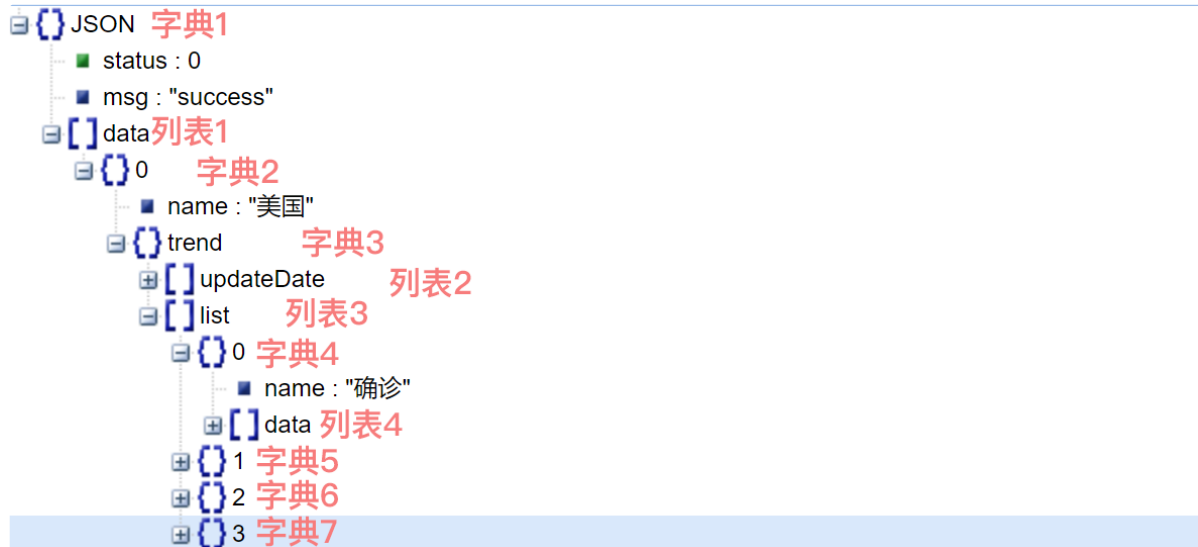 JSON 字典1
status : 0
msg : "success"
data列表1
0 字典2
name : "美国"
trend 字典3
updateDate 列表2
list 列表3
0 字典4
name : "确诊"
data 列表4
1 字典5
2 字典6
3 字典7